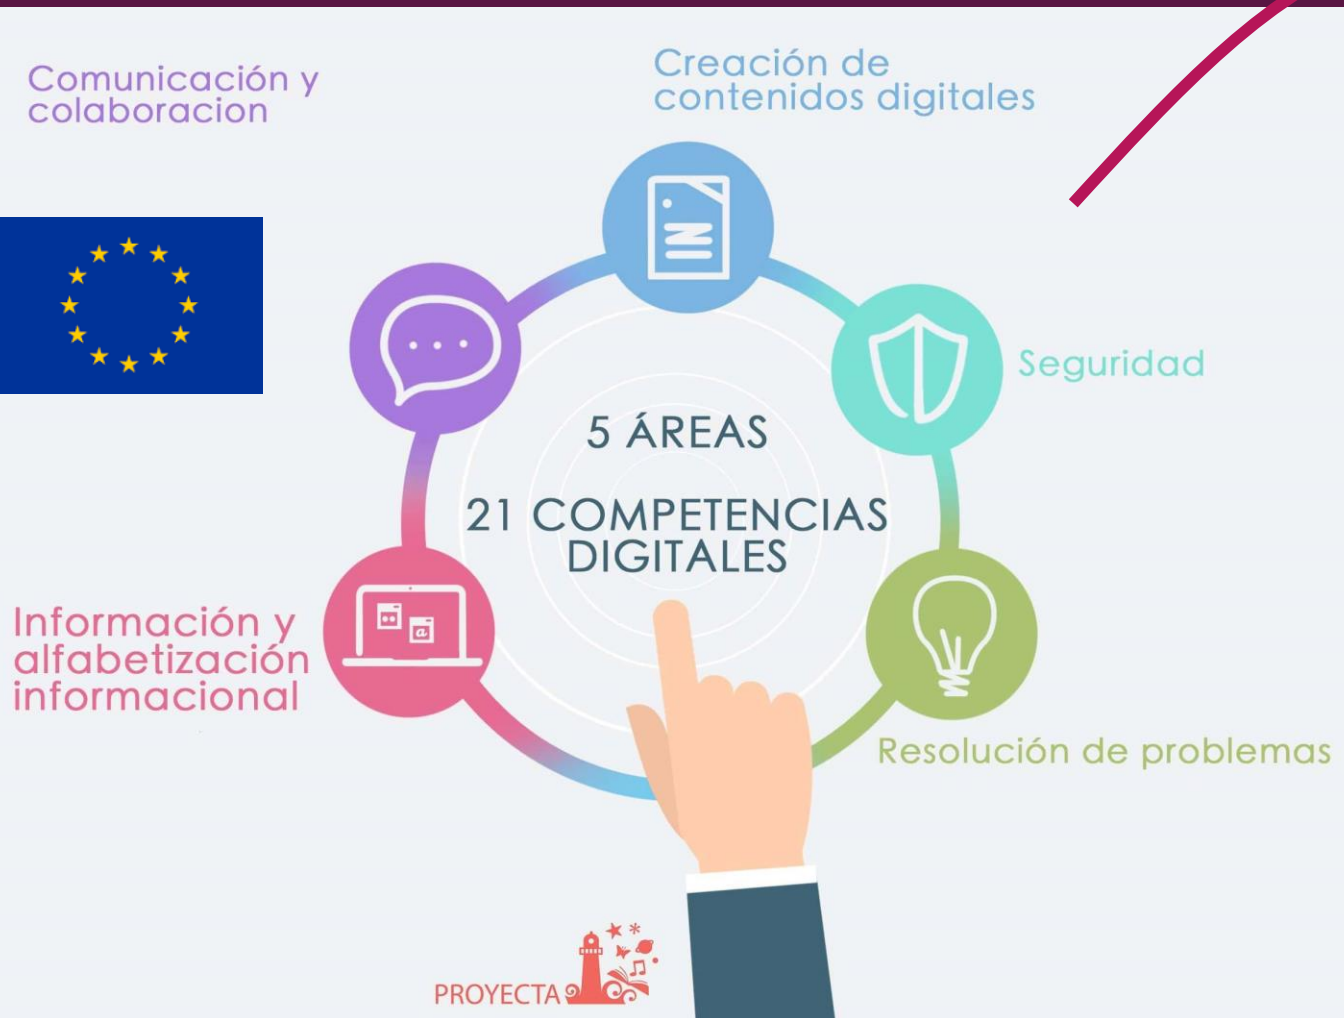 Comunicación y
colaboracion
Creación de
contenidos digitales
Seguridad
5 ÁREAS
21 COMPETENCIAS
DIGITALES
Información y
alfabetización
informacional
@
Resolución de problemas
PROYECTA